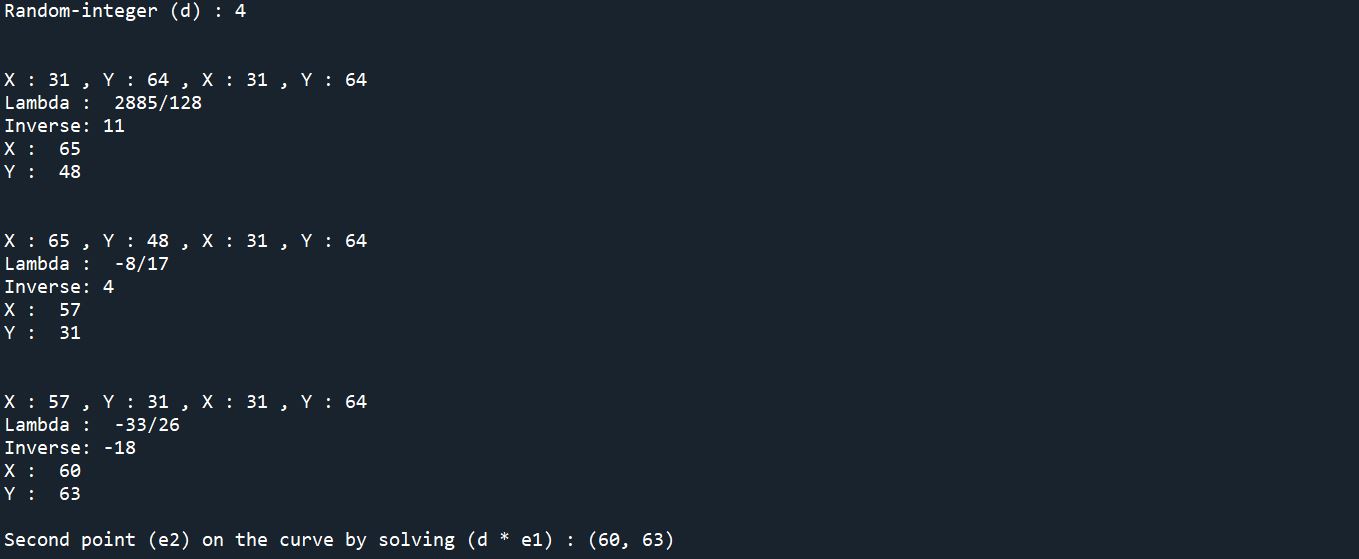 Random-integer (d) : 4
X : 31 , Y : 64 , X : 31 , Y : 64
Lambda :  2885/128
Inverse: 11
X :  65
Y :  48
X : 65 , Y : 48 , X : 31 , Y : 64
Lambda :  -8/17
Inverse: 4
X :  57
Y :  31
X : 57 , Y : 31 , X : 31 , Y : 64
Lambda :  -33/26
Inverse: -18
X :  60
Y :  63
Second point (e2) on the curve by solving (d * e1) : (60, 63)